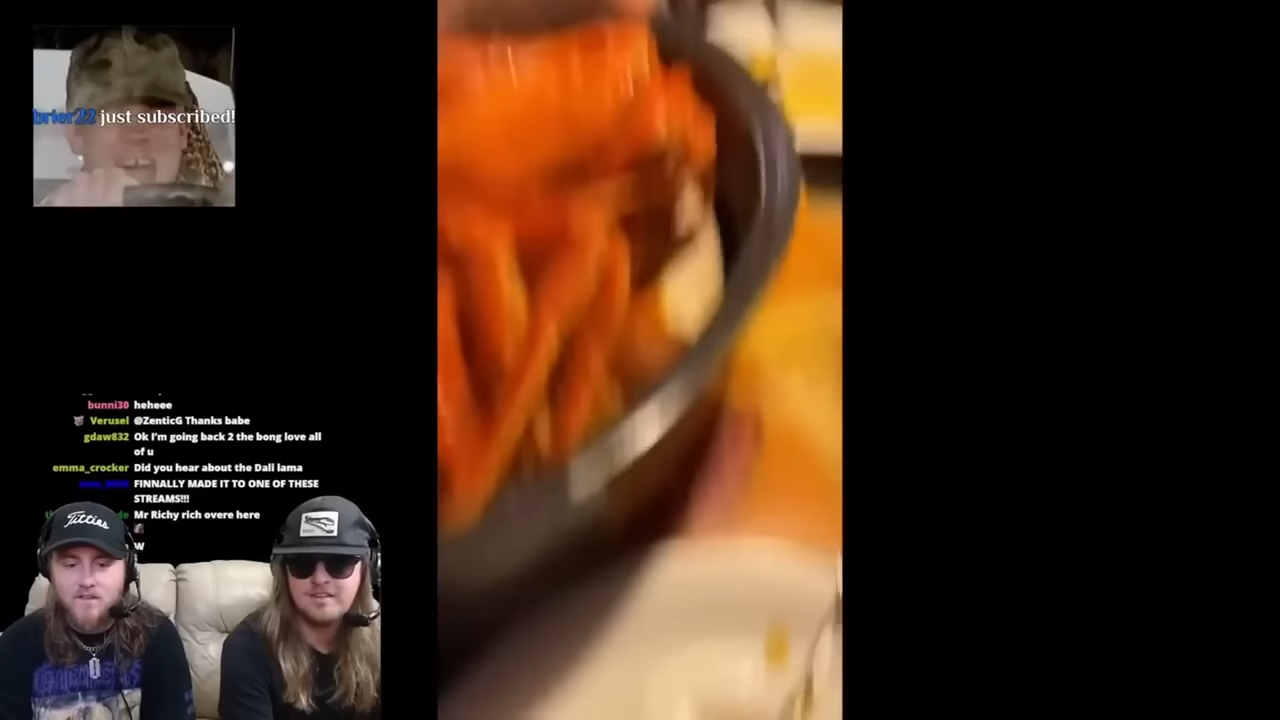 brier22 just subscribed!
bunni30 heheee
Verusel @ZenticG Thanks babe
gdaw832 Ok I'm going back 2 the bong love all
of u
emma_crocker Did you hear about the Dali lama
FINNALLY MADE IT TO ONE OF THESE
STREAMS!!!
Mr Richy rich overe here
w
Titties